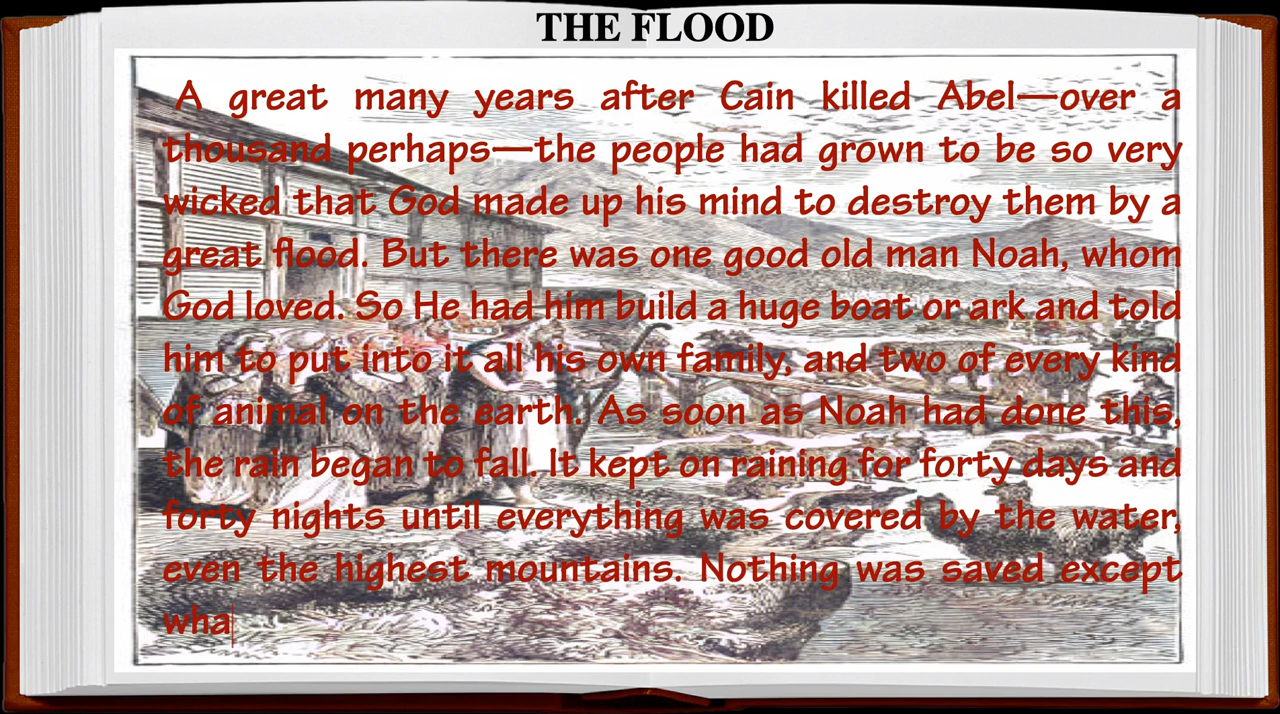 THE FLOOD
A great many years after Cain killed Abel—over a
thousand perhaps—the people had grown to be so very
wicked that God made up his mind to destroy them by a
great flood. But there was one good old man Noah, whom
God loved. So He had him build a huge boat or ark and told
him to put into it all his own family, and two of every kind
of animal on the earth. As soon as Noah had done this,
the rain began to fall. It kept on raining for forty days and
forty nights until everything was covered by the water,
even the highest mountains. Nothing was saved except
wha